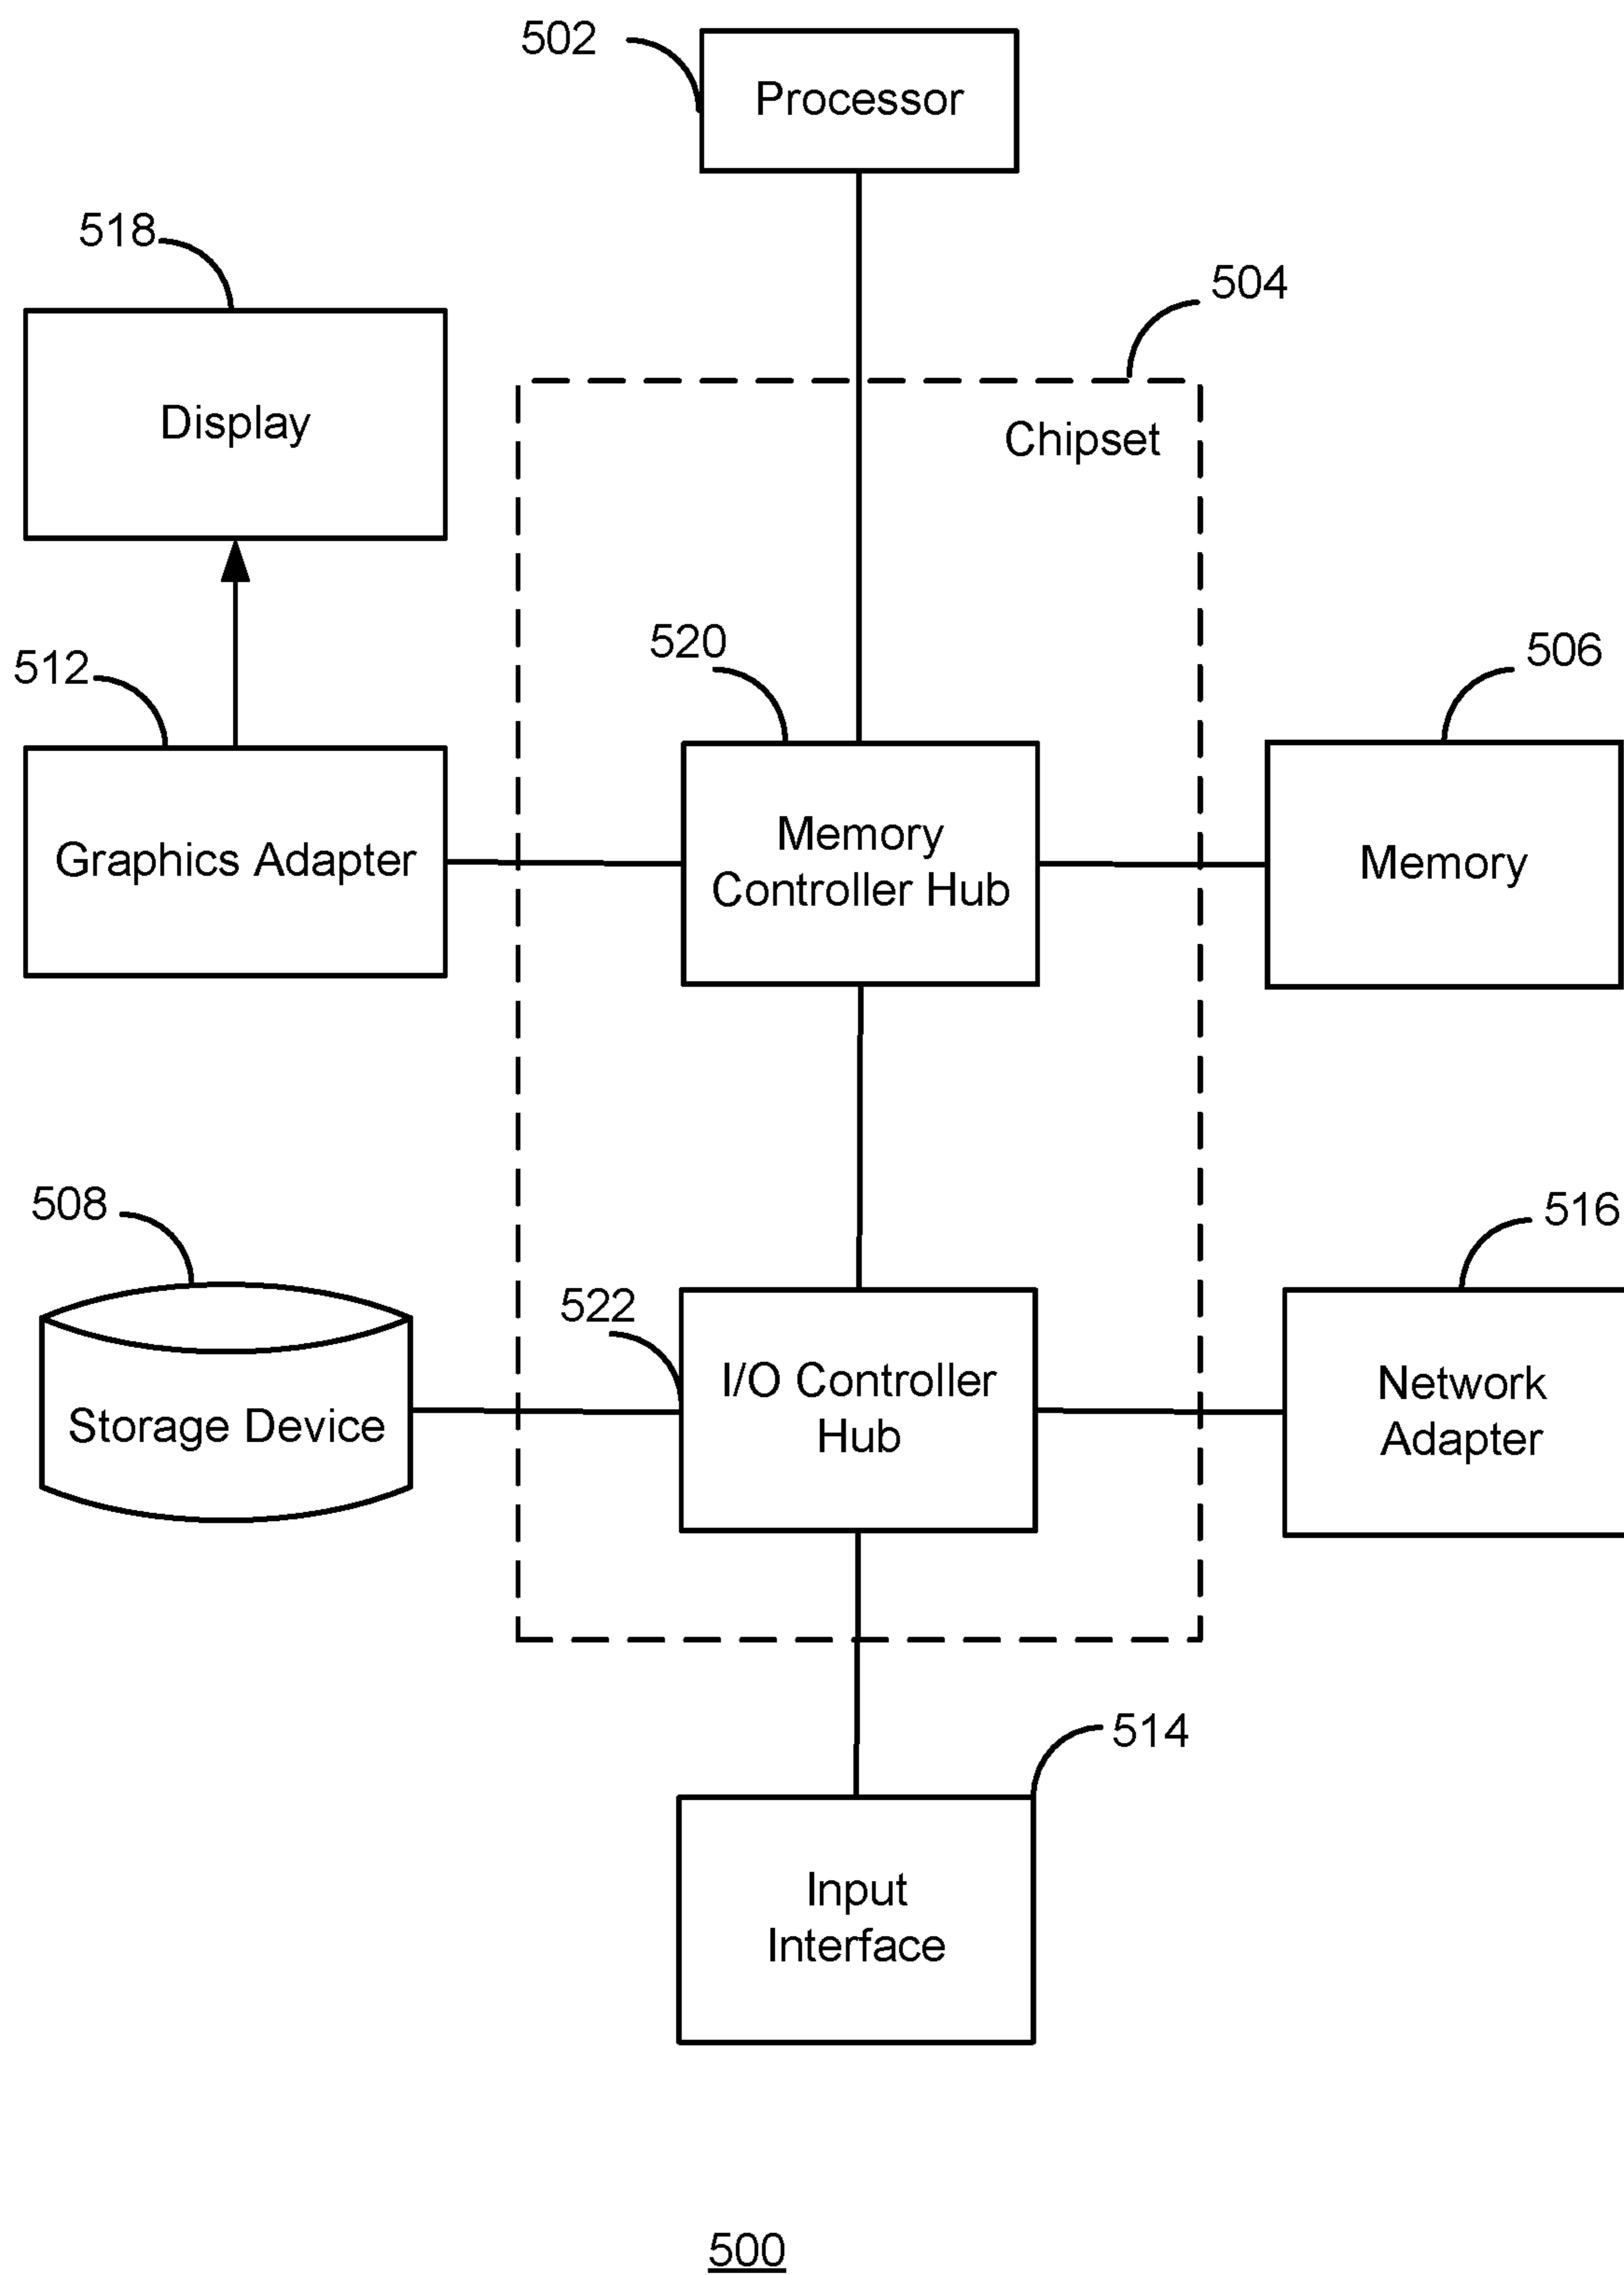 502
Processor
518
504
Display
Chipset
520
506
512
Memory
Controller Hub
Graphics Adapter
Memory
508
516
522
I/O Controller
Hub
Storage Device
Network
Adapter
514
Input
Interface
500